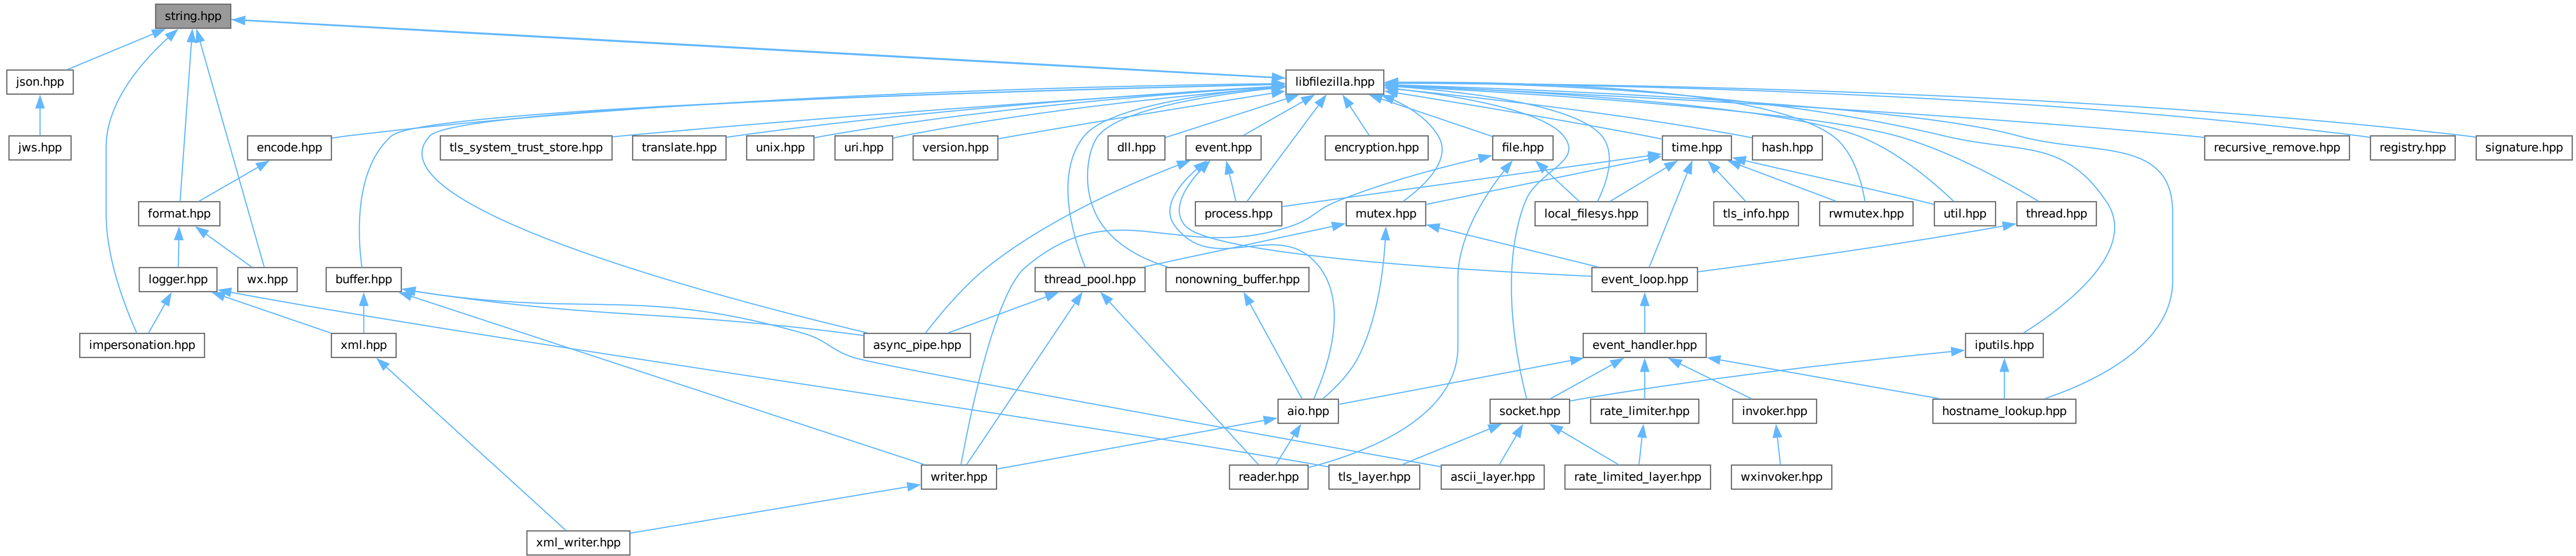 string.hpp
json.hpp
libfilezilla.hpp
jws.hpp
encode.hpp
tls_system_trust_store.hpp
translate.hpp
unix.hpp
uri.hpp
version.hpp
dll.hpp
event.hpp
encryption.hpp
file.hpp
time.hpp
hash.hpp
recursive_remove.hpp
registry.hpp
signature.hpp
format.hpp
process.hpp
mutex.hpp
local_filesys.hpp
tls_info.hpp
rwmutex.hpp
util.hpp
thread.hpp
logger.hpp
wx.hpp
buffer.hpp
thread_pool.hpp
nonowning_buffer.hpp
event_loop.hpp
impersonation.hpp
xml.hpp
async_pipe.hpp
event_handler.hpp
iputils.hpp
aio.hpp
socket.hpp
rate_limiter.hpp
invoker.hpp
hostname_lookup.hpp
writer.hpp
reader.hpp
tls_layer.hpp
ascii_layer.hpp
rate_limited_layer.hpp
wxinvoker.hpp
xml_writer.hpp